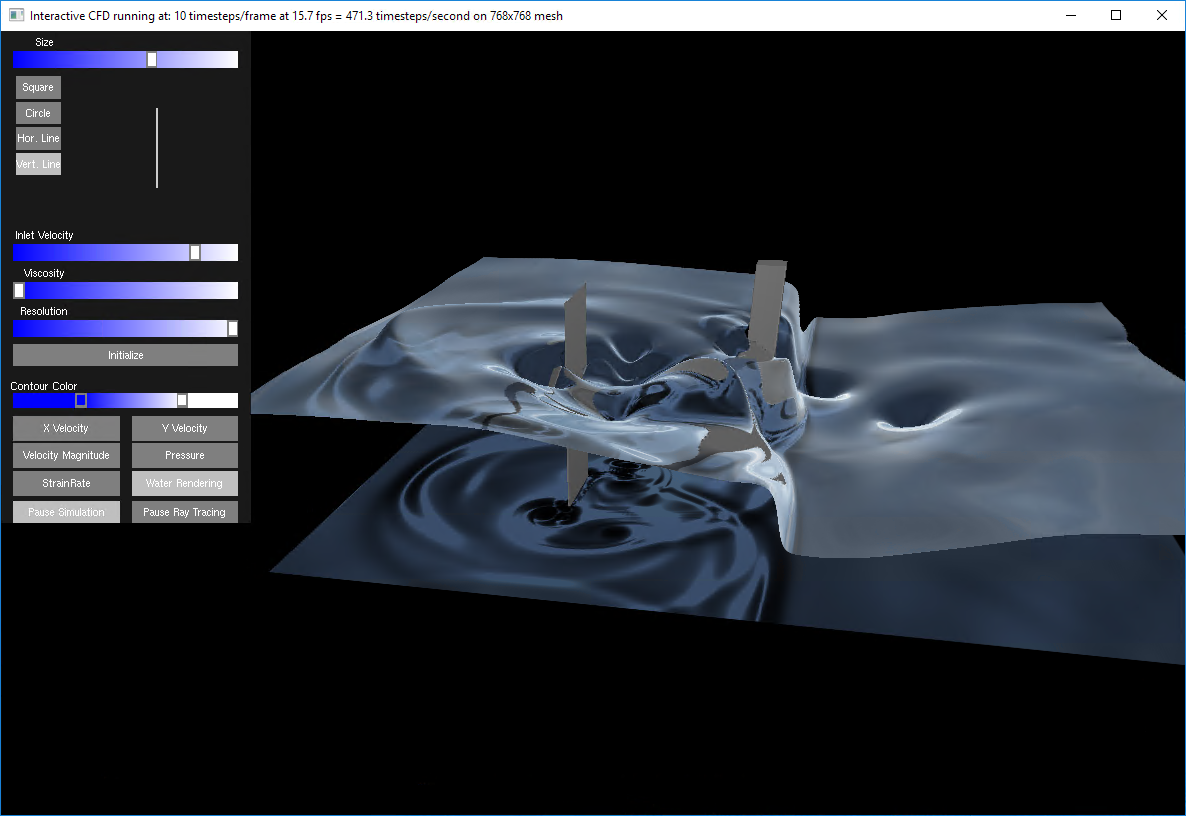 Interactive CFD running at: 10 timesteps/frame at 15.7 fps = 471.3 timesteps/second on 768x768 mesh
Size
Square
Circle
Hor. Line
Vert. Line
Inlet Velocity
Viscosity
Resolution
Initialize
Contour Color
X Velocity
Y Velocity
Velocity Magnitude
Pressure
StrainRate
Water Rendering
Pause Simulation
Pause Ray Tracing